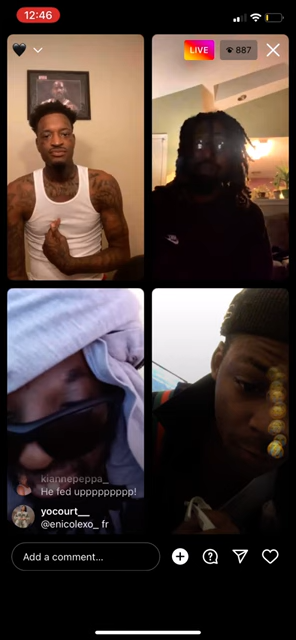 12:46
LIVE
887
kiannepeppa_
He fed upppppppp!
yocourt__
@enicolexo_ fr
Add a comment...